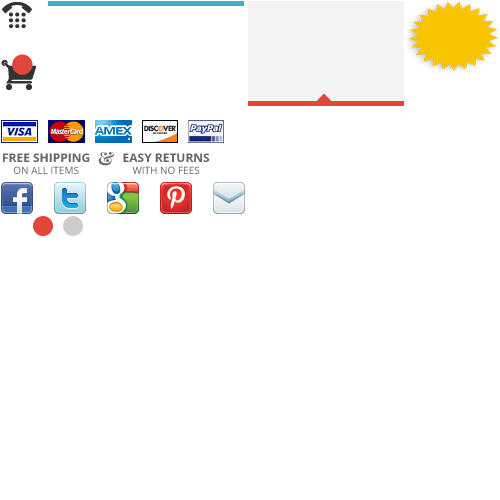 VISA MasterCard AMEX DISCOVER PayPal
FREE SHIPPING & EASY RETURNS
ON ALL ITEMS WITH NO FEES
f t g P